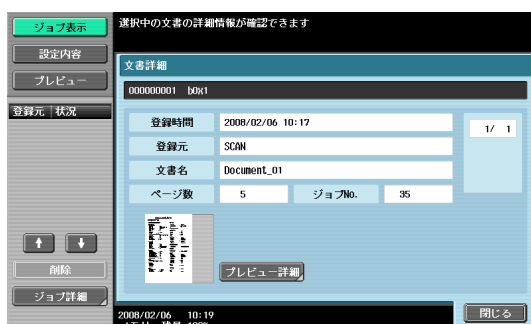 ジョブ表示
選択中の文書の詳細情報が確認できます
設定内容
プレビュー
文書詳細
000000001 b0x1
登録元 状況
登録時間 2008/02/06 10:17
1/ 1
登録元 SCAN
文書名 Document_01
ページ数 5 ジョブNo. 35
プレビュー詳細
削除
ジョブ詳細
2008/02/06 10:19
閉じる